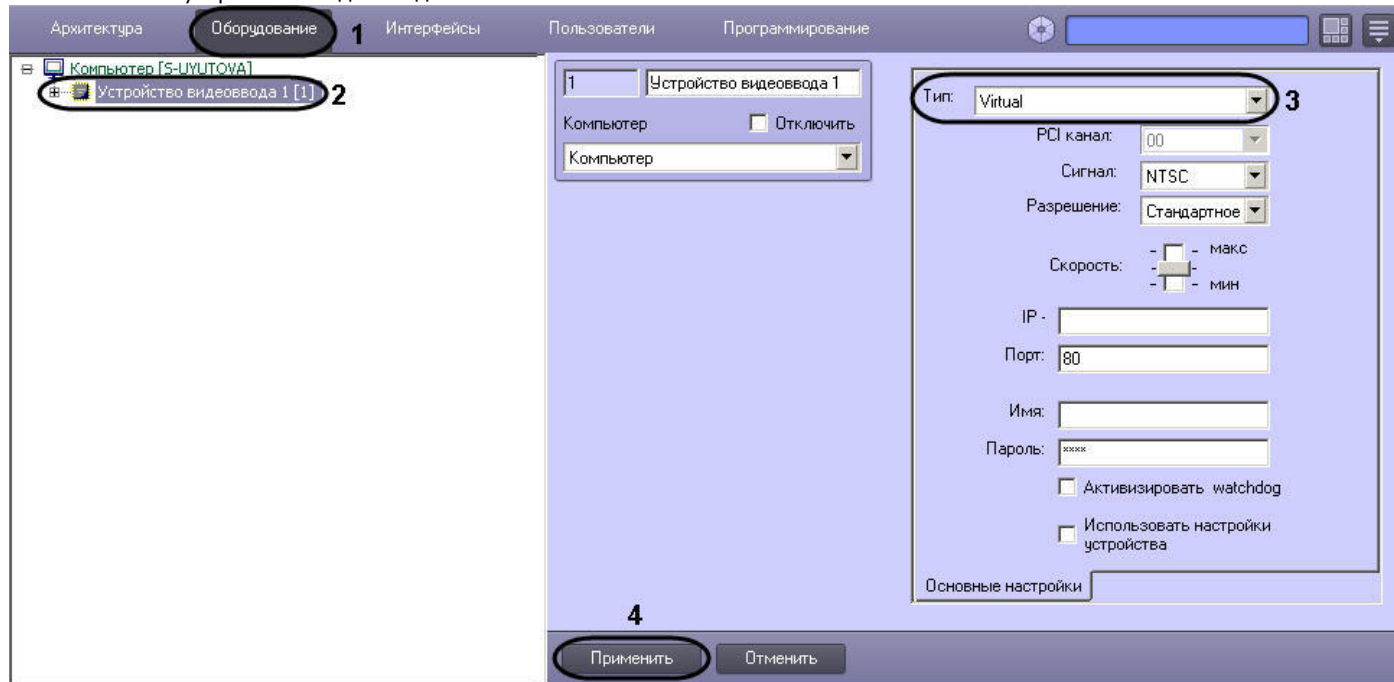 Архитектура Оборудование 1 Интерфейсы Пользователи Программирование
Компьютер [S-UYUTOVA]
Устройство видеоввода 1 [1] 2
1 Устройство видеоввода 1
Компьютер Отключить
Компьютер
Тип: Virtual 3
PCI канал: 00
Сигнал: NTSC
Разрешение: Стандартное
Скорость: макс
мин
IP -
Порт: 80
Имя:
Пароль: ****
Активизировать watchdog
Использовать настройки
устройства
Основные настройки
4
Применить Отменить